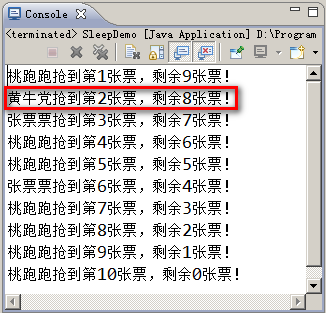 Console
<terminated> SleepDemo [Java Application] D:\Program
桃跑跑抢到第1张票，剩余9张票!
黄牛党抢到第2张票，剩余8张票!
张票票抢到第3张票，剩余7张票!
桃跑跑抢到第4张票，剩余6张票!
桃跑跑抢到第5张票，剩余5张票!
张票票抢到第6张票，剩余4张票!
桃跑跑抢到第7张票，剩余3张票!
桃跑跑抢到第8张票，剩余2张票!
桃跑跑抢到第9张票，剩余1张票!
桃跑跑抢到第10张票，剩余0张票!